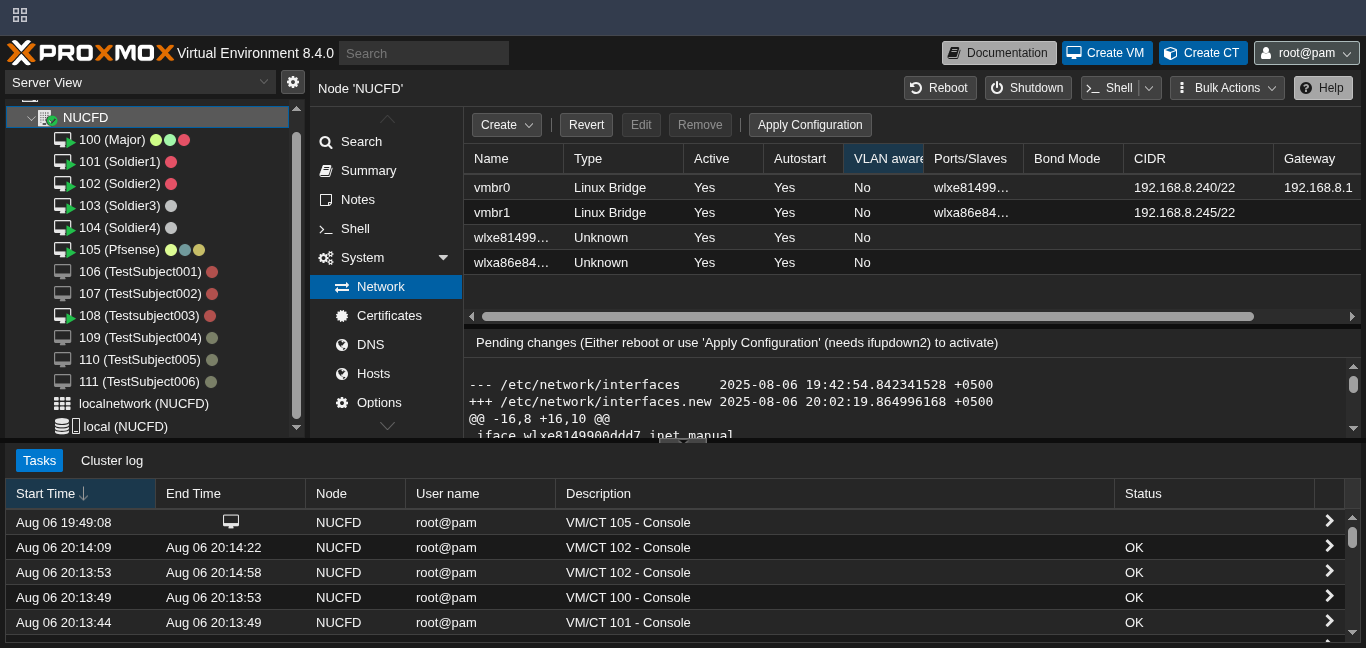 PROXMOX Virtual Environment 8.4.0 Search Documentation Create VM Create CT root@pam
Server View
Node 'NUCFD' Reboot Shutdown Shell Bulk Actions Help
NUCFD
100 (Major)
101 (Soldier1)
102 (Soldier2)
103 (Soldier3)
104 (Soldier4)
105 (Pfsense)
106 (TestSubject001)
107 (TestSubject002)
108 (Testsubject003)
109 (TestSubject004)
110 (TestSubject005)
111 (TestSubject006)
localnetwork (NUCFD)
local (NUCFD)
Search
Summary
Notes
Shell
System
Network
Certificates
DNS
Hosts
Options
Create Revert Edit Remove Apply Configuration
Name Type Active Autostart VLAN aware Ports/Slaves Bond Mode CIDR Gateway
vmbr0 Linux Bridge Yes Yes No wlxe81499… 192.168.8.240/22 192.168.8.1
vmbr1 Linux Bridge Yes Yes No wlxa86e84… 192.168.8.245/22
wlxe81499… Unknown Yes Yes No
wlxa86e84… Unknown Yes Yes No
Pending changes (Either reboot or use 'Apply Configuration' (needs ifupdown2) to activate)
--- /etc/network/interfaces 2025-08-06 19:42:54.842341528 +0500
+++ /etc/network/interfaces.new 2025-08-06 20:02:19.864996168 +0500
@@ -16,8 +16,10 @@
iface wlxe8149900ddd7 inet manual
Tasks Cluster log
Start Time End Time Node User name Description Status
Aug 06 19:49:08 NUCFD root@pam VM/CT 105 - Console
Aug 06 20:14:09 Aug 06 20:14:22 NUCFD root@pam VM/CT 102 - Console OK
Aug 06 20:13:53 Aug 06 20:14:58 NUCFD root@pam VM/CT 102 - Console OK
Aug 06 20:13:49 Aug 06 20:13:53 NUCFD root@pam VM/CT 100 - Console OK
Aug 06 20:13:44 Aug 06 20:13:49 NUCFD root@pam VM/CT 101 - Console OK